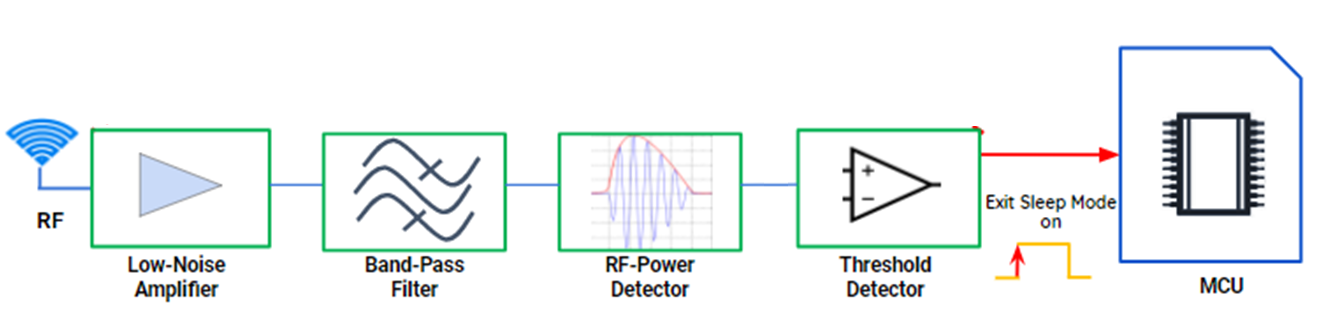 RF
Low-Noise
Amplifier
Band-Pass
Filter
RF-Power
Detector
Threshold
Detector
Exit Sleep Mode
on
MCU